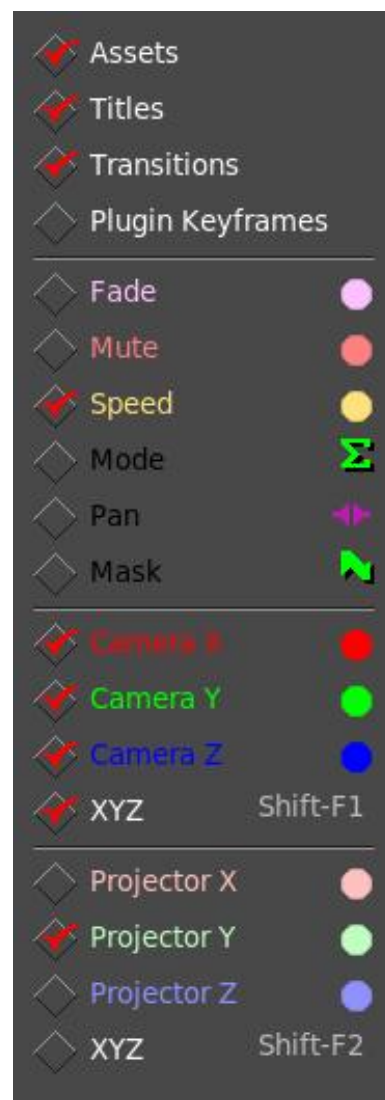 Assets
Titles
Transitions
Plugin Keyframes
Fade
Mute
Speed
Mode
Pan
Mask
Camera X
Camera Y
Camera Z
XYZ Shift-F1
Projector X
Projector Y
Projector Z
XYZ Shift-F2